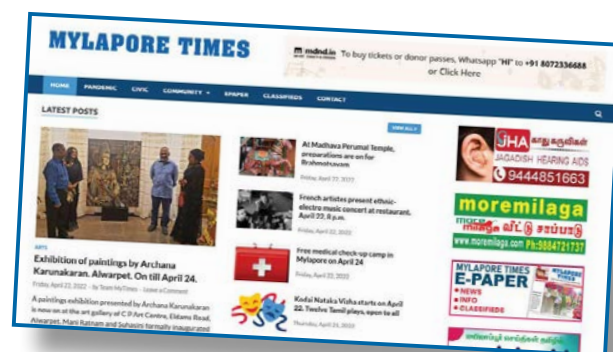 MYLAPORE TIMES
mdnd.in To buy tickets or donor passes, Whatsapp "HI" to +91 8072336688
or Click Here
HOME PANDEMIC CIVIC COMMUNITY EPAPER CLASSIFIEDS CONTACT
LATEST POSTS
VIEW ALL
ARTS
Exhibition of paintings by Archana
Karunakaran. Alwarpet. On till April 24.
Friday, April 22, 2022 - by Team MyTimes - Leave a Comment
A paintings exhibition presented by Archana Karunakaran
is now on at the art gallery of C P Art Centre, Eldams Road,
Alwarpet. Mani Ratnam and Suhasini formally inaugurated
At Madhava Perumal Temple,
preparations are on for
Brahmotsavam
Friday, April 22, 2022
French artistes present ethnic-
electro music concert at restaurant.
April 22, 8 p.m.
Friday, April 22, 2022
Free medical check-up camp in
Mylapore on April 24
Friday, April 22, 2022
Kodai Nataka Vizha starts on April
22. Twelve Tamil plays, open to all
Thursday, April 21, 2022
JHA காது கருவிகள்
JAGADISH HEARING AIDS
9444851663
moremilaga
more milaga வீட்டு சாப்பாடு
www.moremilaga.com Ph:9884721737
MYLAPORE TIMES
E-PAPER
• NEWS
• INFO
• CLASSIFIEDS